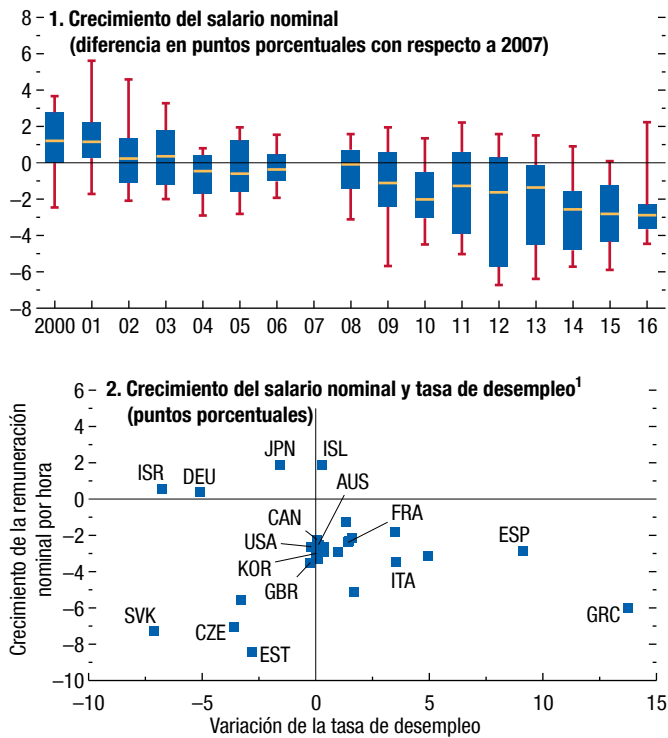 1. Crecimiento del salario nominal
(diferencia en puntos porcentuales con respecto a 2007)
8
6
4
2
0
–2
–4
–6
–8
2000 01 02 03 04 05 06 07 08 09 10 11 12 13 14 15 16
2. Crecimiento del salario nominal y tasa de desempleo¹
(puntos porcentuales)
Crecimiento de la remuneración
nominal por hora
6
4
2
0
–2
–4
–6
–8
–10
JPN ISL
ISR DEU
AUS
CAN FRA
USA ESP
KOR
GBR ITA
SVK CZE GRC
EST
–10 –5 0 5 10 15
Variación de la tasa de desempleo